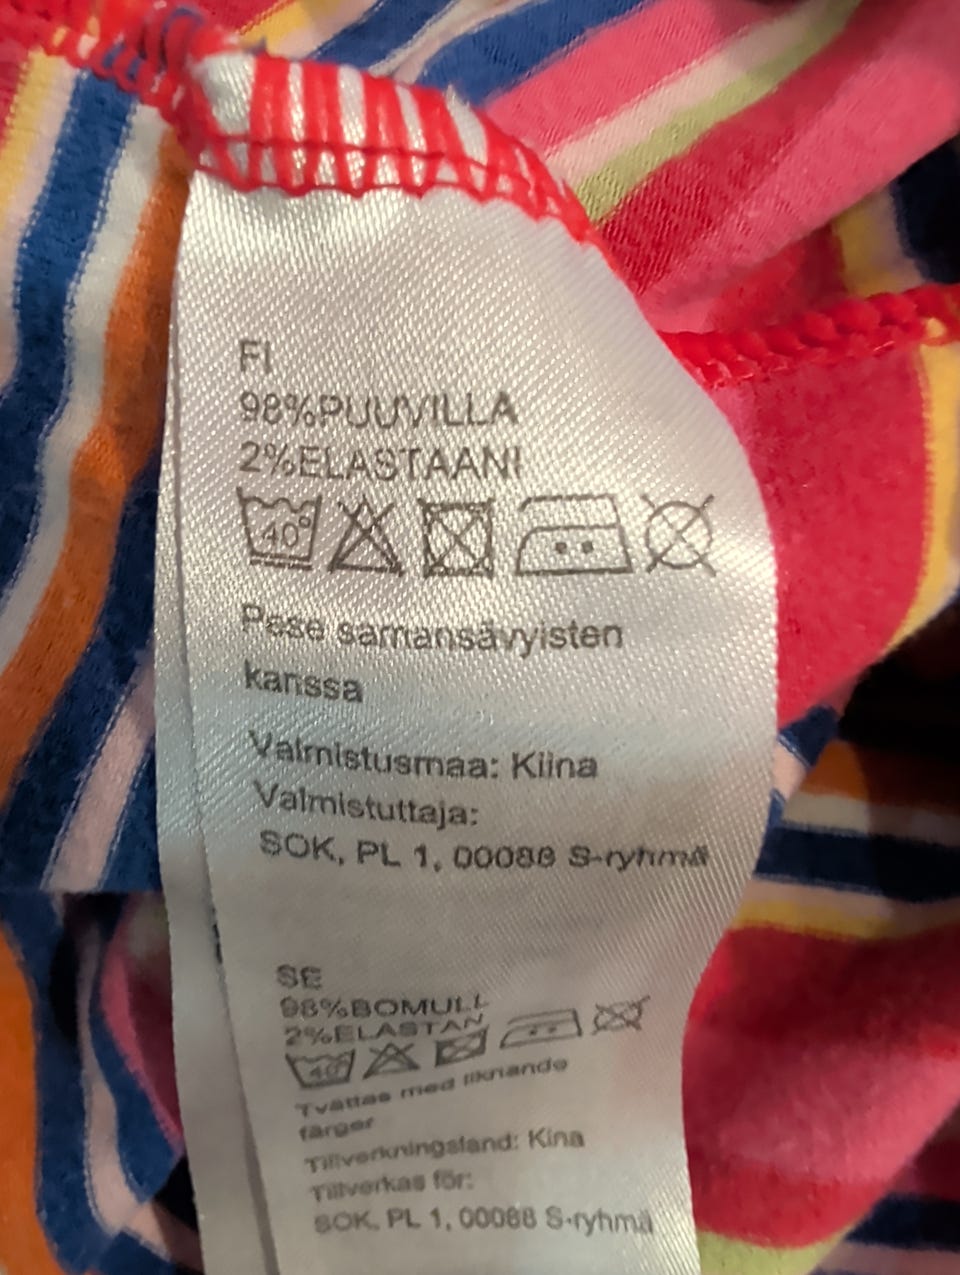 FI
98%PUUVILLA
2%ELASTAANI
40°
Pese samansävyisten
kanssa
Valmistusmaa: Kiina
Valmistuttaja:
SOK, PL 1, 00088 S-ryhmä
SE
98%BOMULL
2%ELASTAN
40°
Tvättas med liknande
färger
Tillverkningsland: Kina
Tillverkas för:
SOK, PL 1, 00088 S-ryhmä